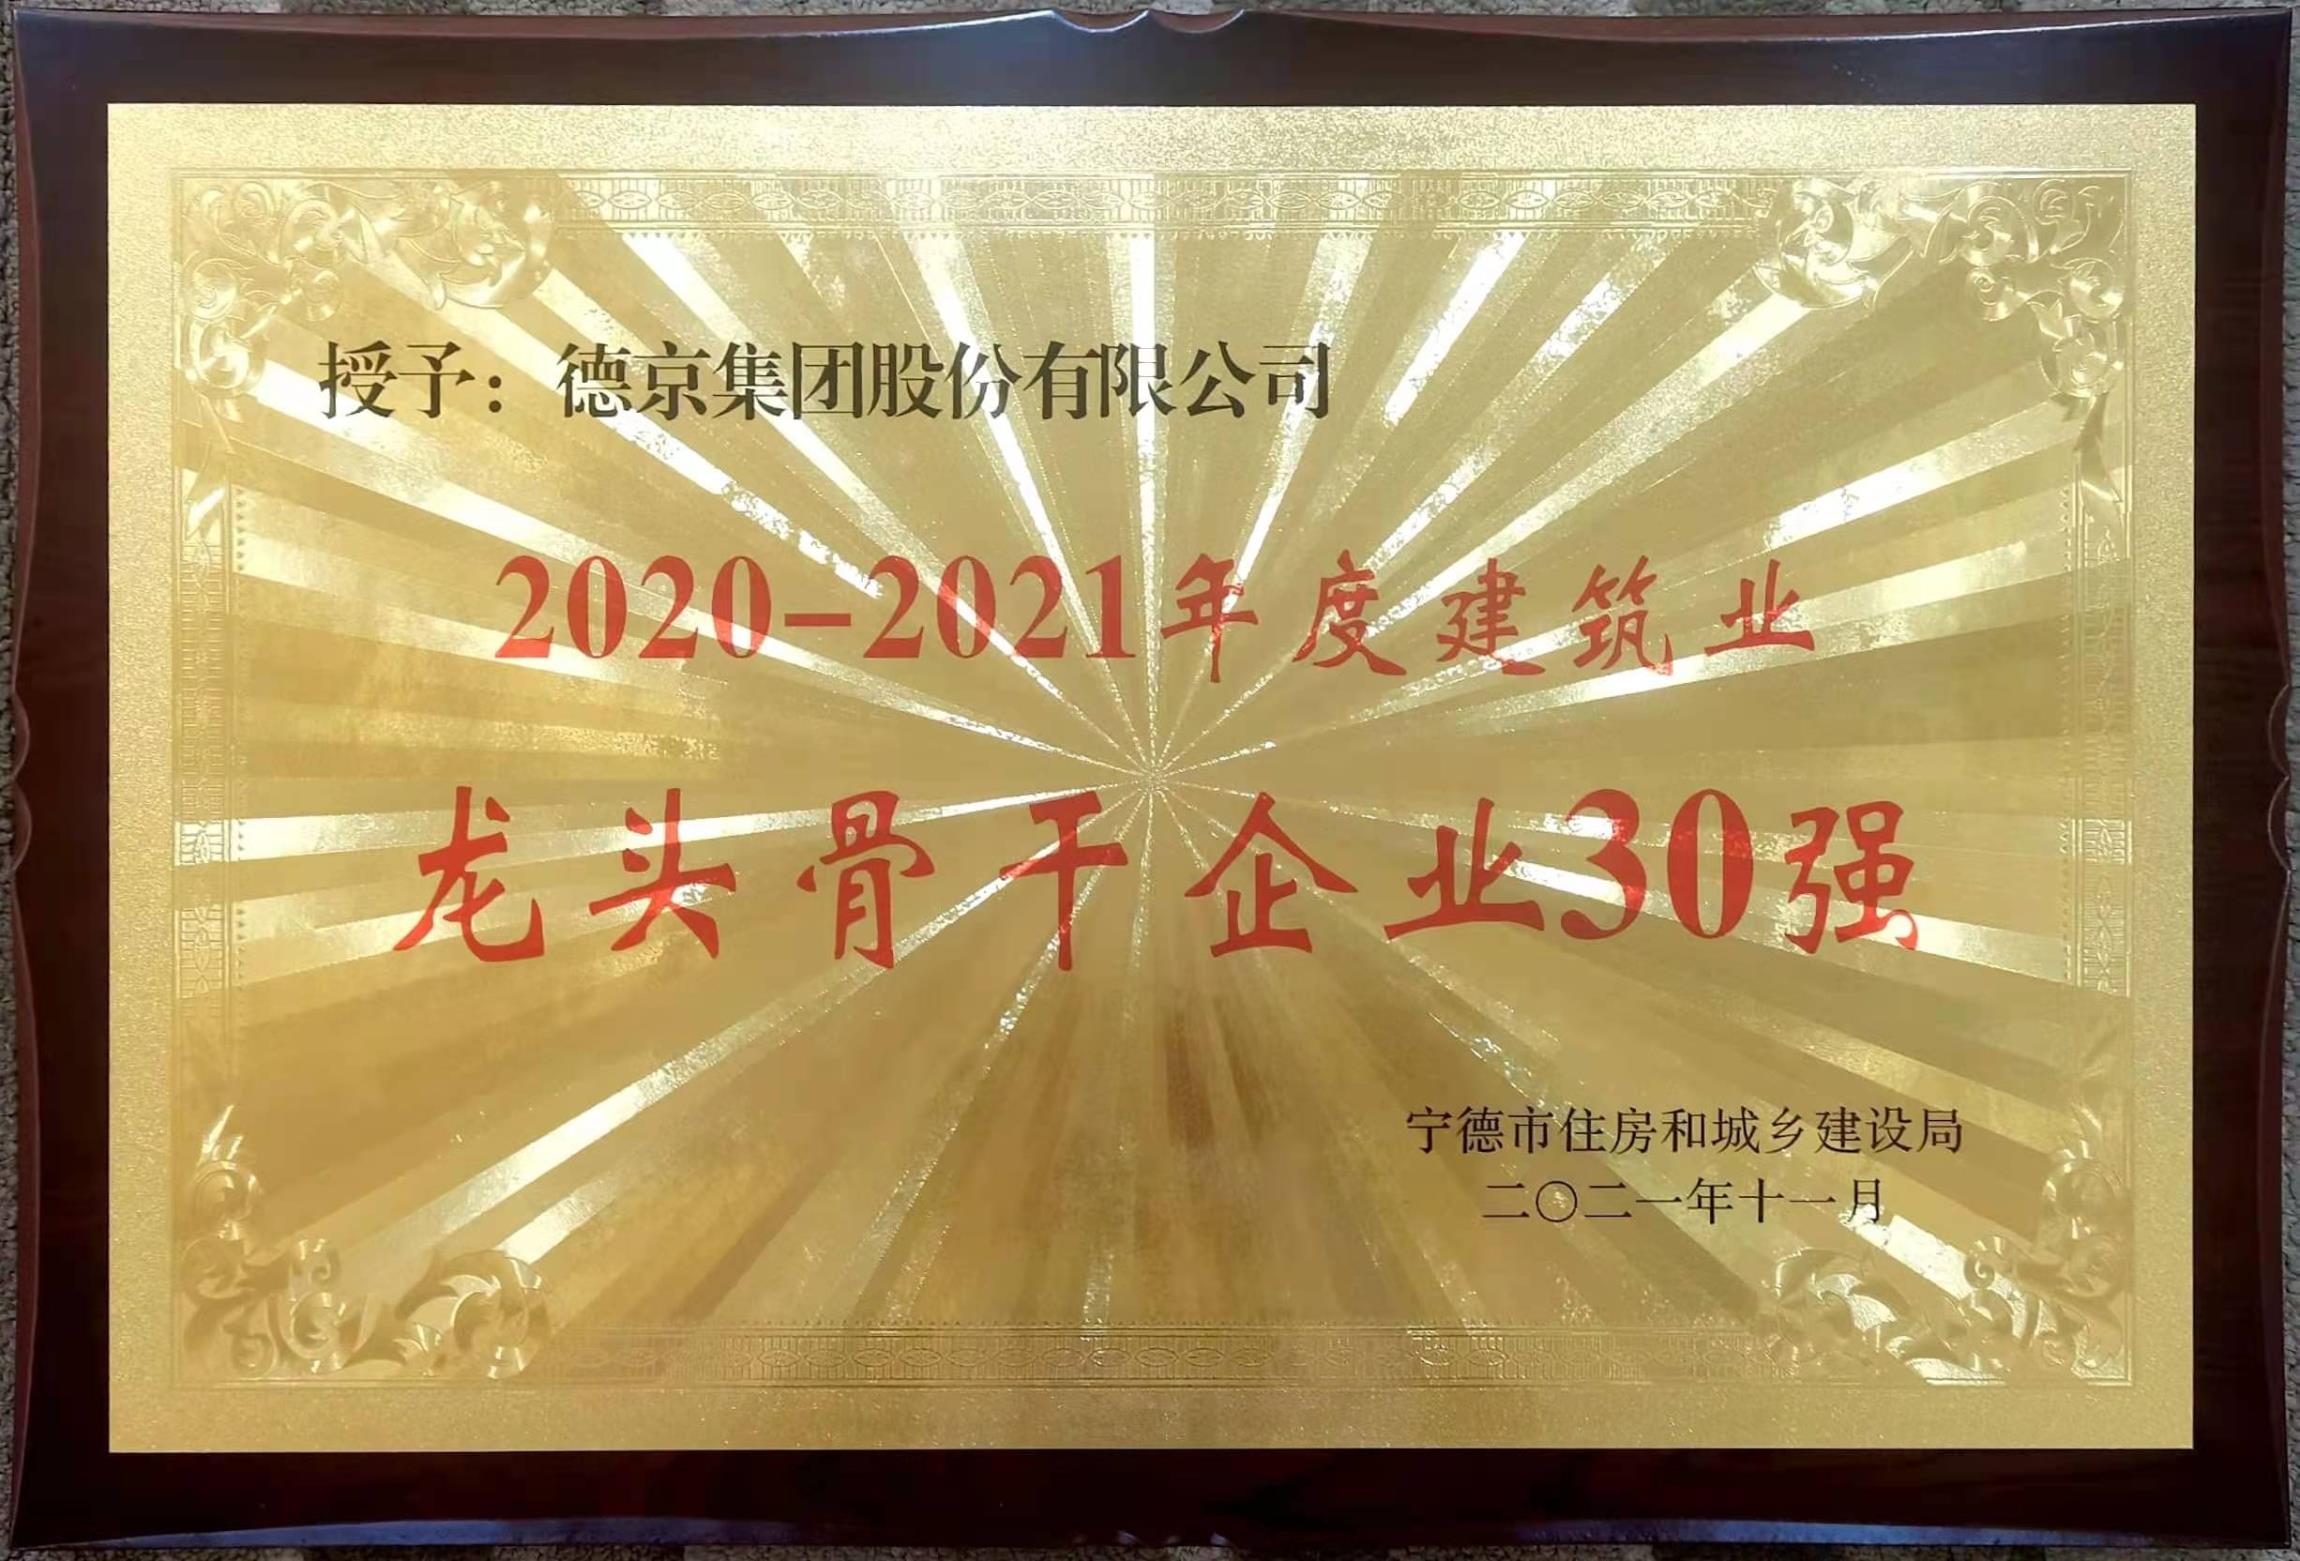 授予：德京集团股份有限公司
2020-2021年度建筑业
龙头骨干企业30强
宁德市住房和城乡建设局
二〇二一年十一月